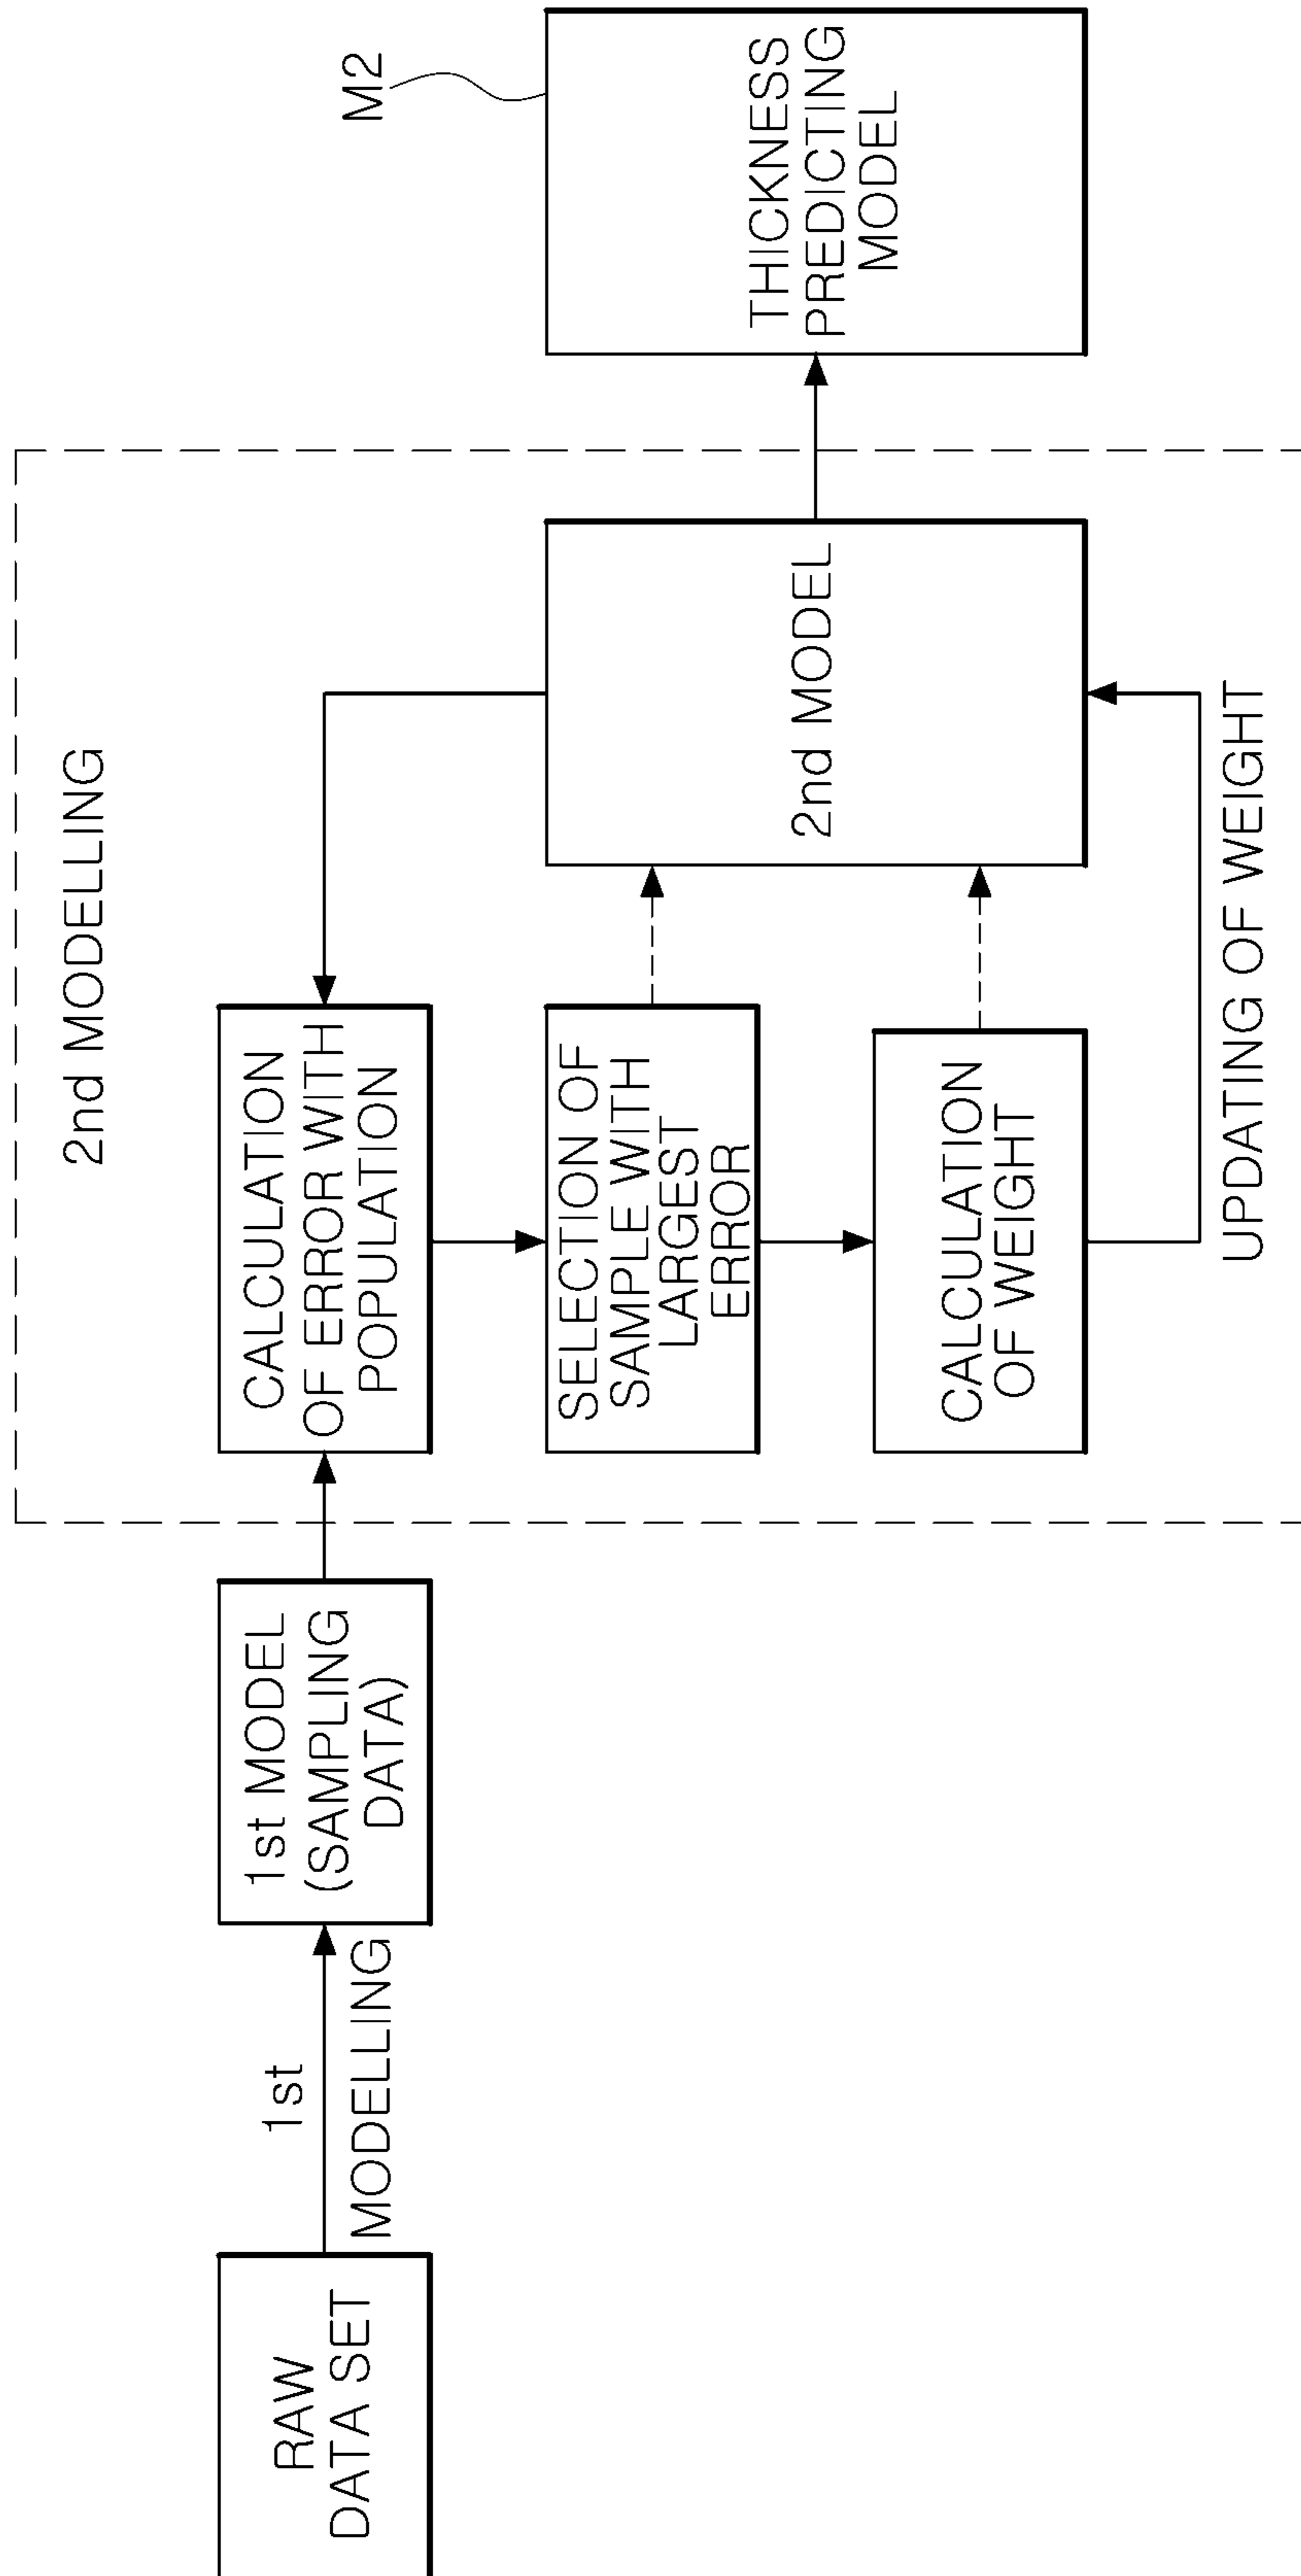 RAW
DATA SET
1st
MODELLING
1st MODEL
(SAMPLING
DATA)
2nd MODELLING
CALCULATION
OF ERROR WITH
POPULATION
SELECTION OF
SAMPLE WITH
LARGEST
ERROR
CALCULATION
OF WEIGHT
UPDATING OF WEIGHT
2nd MODEL
M2
THICKNESS
PREDICTING
MODEL